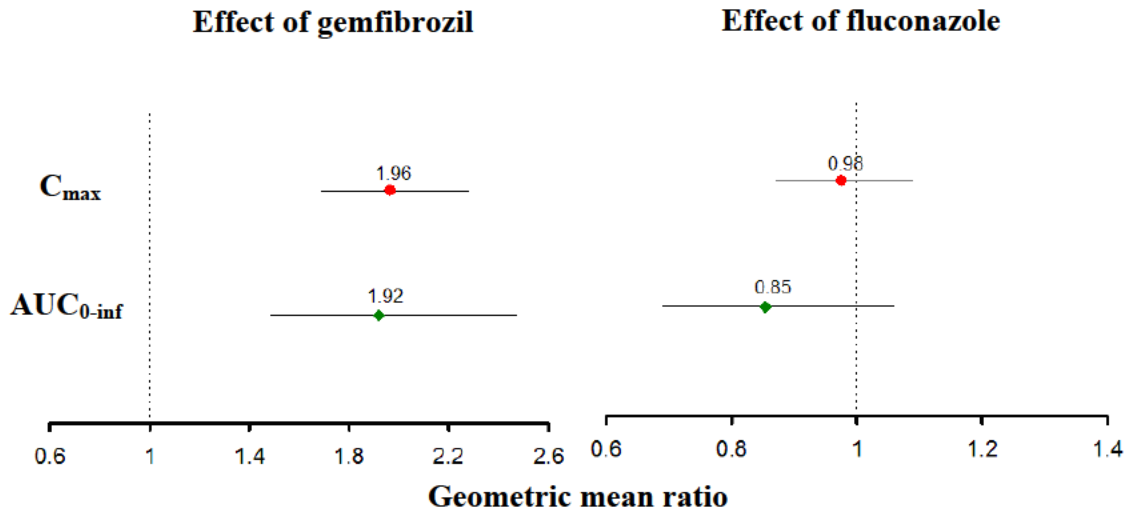 Effect of gemfibrozil
Effect of fluconazole
Cmax
1.96
0.98
AUC0-inf
1.92
0.85
0.6 1 1.4 1.8 2.2 2.6
0.6 0.8 1 1.2 1.4
Geometric mean ratio